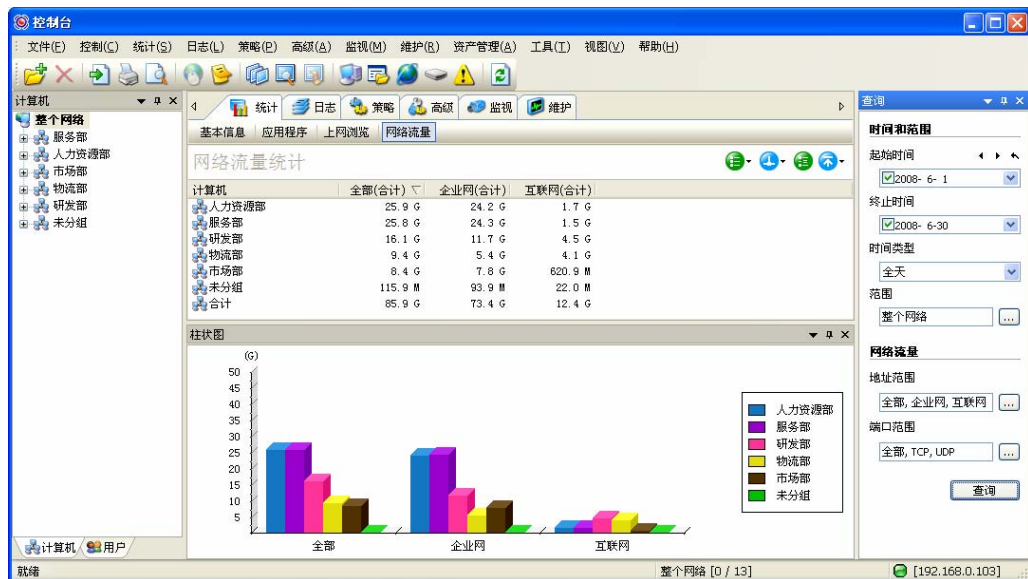 控制台
文件(F) 控制(C) 统计(S) 日志(L) 策略(P) 高级(A) 监视(M) 维护(R) 资产管理(A) 工具(T) 视图(V) 帮助(H)
计算机
整个网络
服务部
人力资源部
市场部
物流部
研发部
未分组
计算机 用户
统计 日志 策略 高级 监视 维护
基本信息 应用程序 上网浏览 网络流量
网络流量统计
计算机 全部(合计) 企业网(合计) 互联网(合计)
人力资源部 25.9 G 24.2 G 1.7 G
服务部 25.8 G 24.3 G 1.5 G
研发部 16.1 G 11.7 G 4.5 G
物流部 9.4 G 5.4 G 4.1 G
市场部 8.4 G 7.8 G 620.9 M
未分组 115.9 M 93.9 M 22.0 M
合计 85.9 G 73.4 G 12.4 G
柱状图
(G)
50
45
40
35
30
25
20
15
10
5
全部 企业网 互联网
人力资源部
服务部
研发部
物流部
市场部
未分组
查询
时间和范围
起始时间
2008- 6- 1
终止时间
2008- 6-30
时间类型
全天
范围
整个网络 ...
网络流量
地址范围
全部, 企业网, 互联网 ...
端口范围
全部, TCP, UDP ...
查询
就绪 整个网络 [0 / 13] [192.168.0.103]